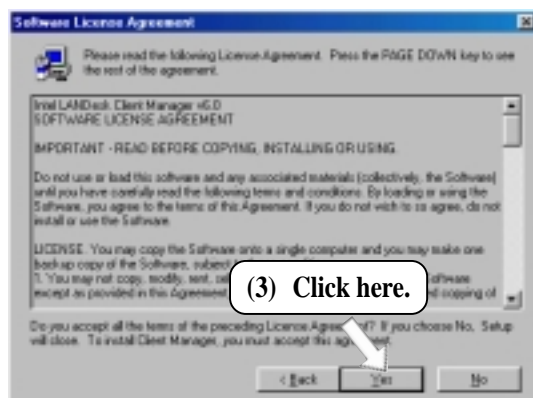 Software License Agreement
Please read the following License Agreement. Press the PAGE DOWN key to see
the rest of the agreement.
Intel LANDesk Client Manager v6.0
SOFTWARE LICENSE AGREEMENT
IMPORTANT - READ BEFORE COPYING, INSTALLING OR USING.
Do not use or load this software and any associated materials (collectively, the Software)
until you have carefully read the following terms and conditions. By loading or using the
Software, you agree to the terms of this Agreement. If you do not wish to so agree, do not
install or use the Software.
LICENSE. You may copy the Software onto a single computer and you may make one
back-up copy of the Software, subject
1. You may not copy, modify, rent,
except as provided in this Agreement copying of
(3) Click here.
Do you accept all the terms of the preceding License Agreement? If you choose No, Setup
will close. To install Client Manager, you must accept this agreement.
< Back Yes No